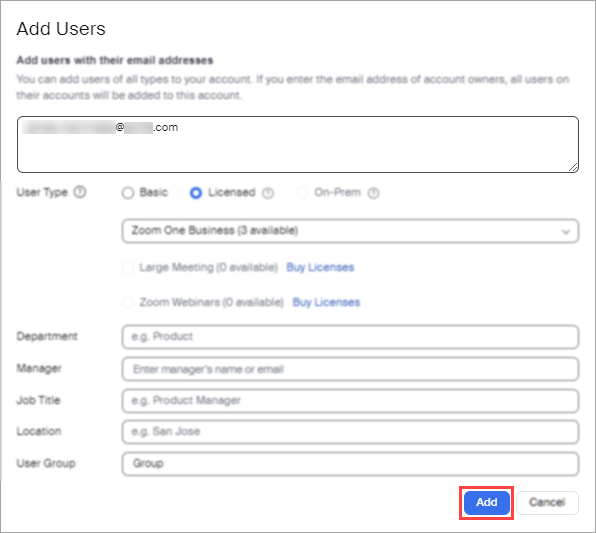 Add Users
Add users with their email addresses
You can add users of all types to your account. If you enter the email address of account owners, all users on
their accounts will be added to this account.
@ .com
User Type ? Basic Licensed ? On-Prem ?
Zoom One Business (3 available)
Large Meeting (0 available) Buy Licenses
Zoom Webinars (0 available) Buy Licenses
Department e.g. Product
Manager Enter manager's name or email
Job Title e.g. Product Manager
Location e.g. San Jose
User Group Group
Add Cancel